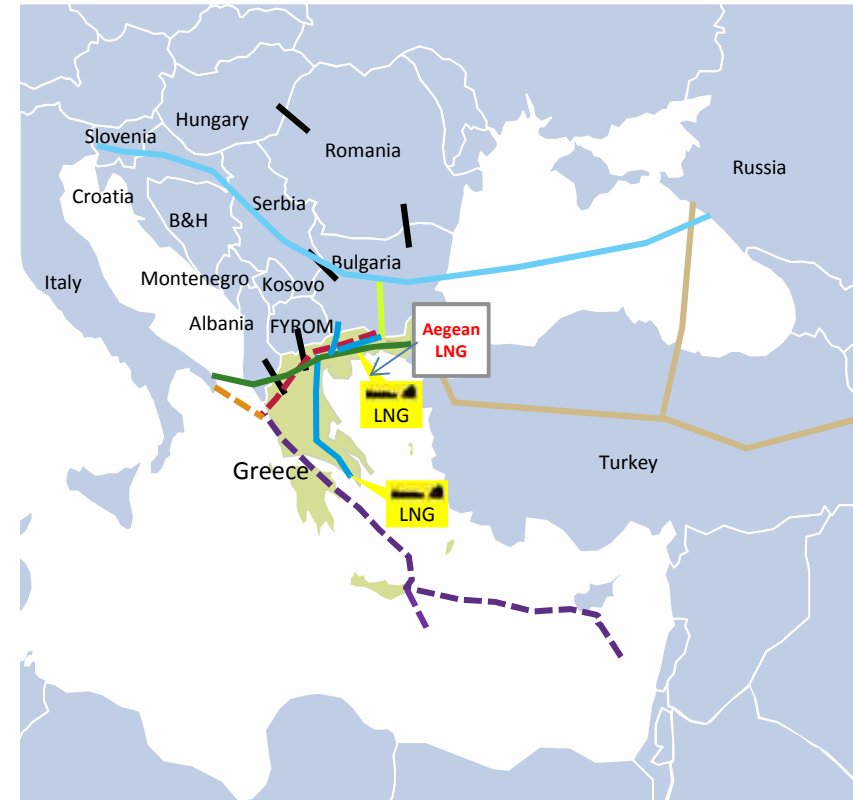 Hungary
Slovenia
Romania
Russia
Croatia
Serbia
B&H
Bulgaria
Italy
Montenegro
Kosovo
Albania
FYROM
Aegean
LNG
LNG
Greece
Turkey
LNG